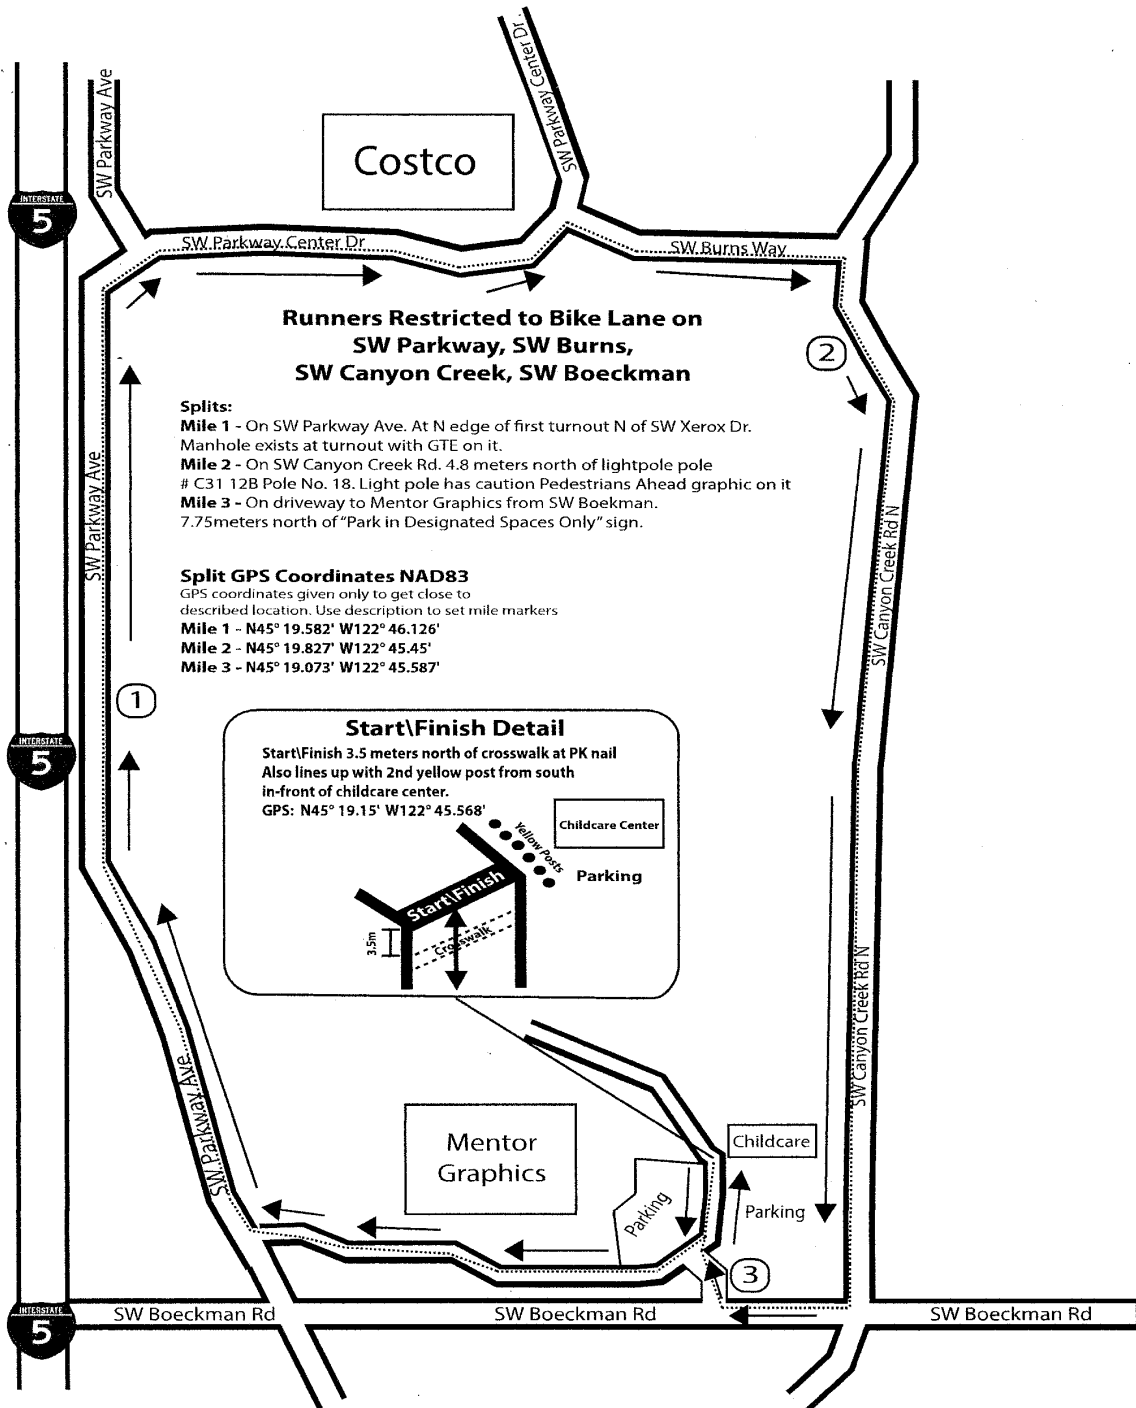 SW Parkway Center Dr.
SW Parkway Ave
Costco
SW Parkway Center Dr.
INTERSTATE
5
SW Parkway Center Dr
SW Burns Way
Runners Restricted to Bike Lane on
SW Parkway, SW Burns,
SW Canyon Creek, SW Boeckman
2
Splits:
Mile 1 - On SW Parkway Ave. At N edge of first turnout N of SW Xerox Dr.
Manhole exists at turnout with GTE on it.
Mile 2 - On SW Canyon Creek Rd. 4.8 meters north of lightpole pole
# C31 12B Pole No. 18. Light pole has caution Pedestrians Ahead graphic on it
Mile 3 - On driveway to Mentor Graphics from SW Boekman.
7.75meters north of "Park in Designated Spaces Only" sign.
SW Parkway Ave
SW Canyon Creek Rd N
Split GPS Coordinates NAD83
GPS coordinates given only to get close to
described location. Use description to set mile markers
Mile 1 - N45° 19.582' W122° 46.126'
Mile 2 - N45° 19.827' W122° 45.45'
Mile 3 - N45° 19.073' W122° 45.587'
1
INTERSTATE
5
Start\Finish Detail
Start\Finish 3.5 meters north of crosswalk at PK nail
Also lines up with 2nd yellow post from south
in-front of childcare center.
GPS: N45° 19.15' W122° 45.568'
Childcare Center
Yellow Posts
Parking
Start\Finish
3.5m
Crosswalk
SW Canyon Creek Rd N
SW Parkway Ave
Mentor
Graphics
Childcare
Parking
Parking
3
INTERSTATE
5
SW Boeckman Rd
SW Boeckman Rd
SW Boeckman Rd